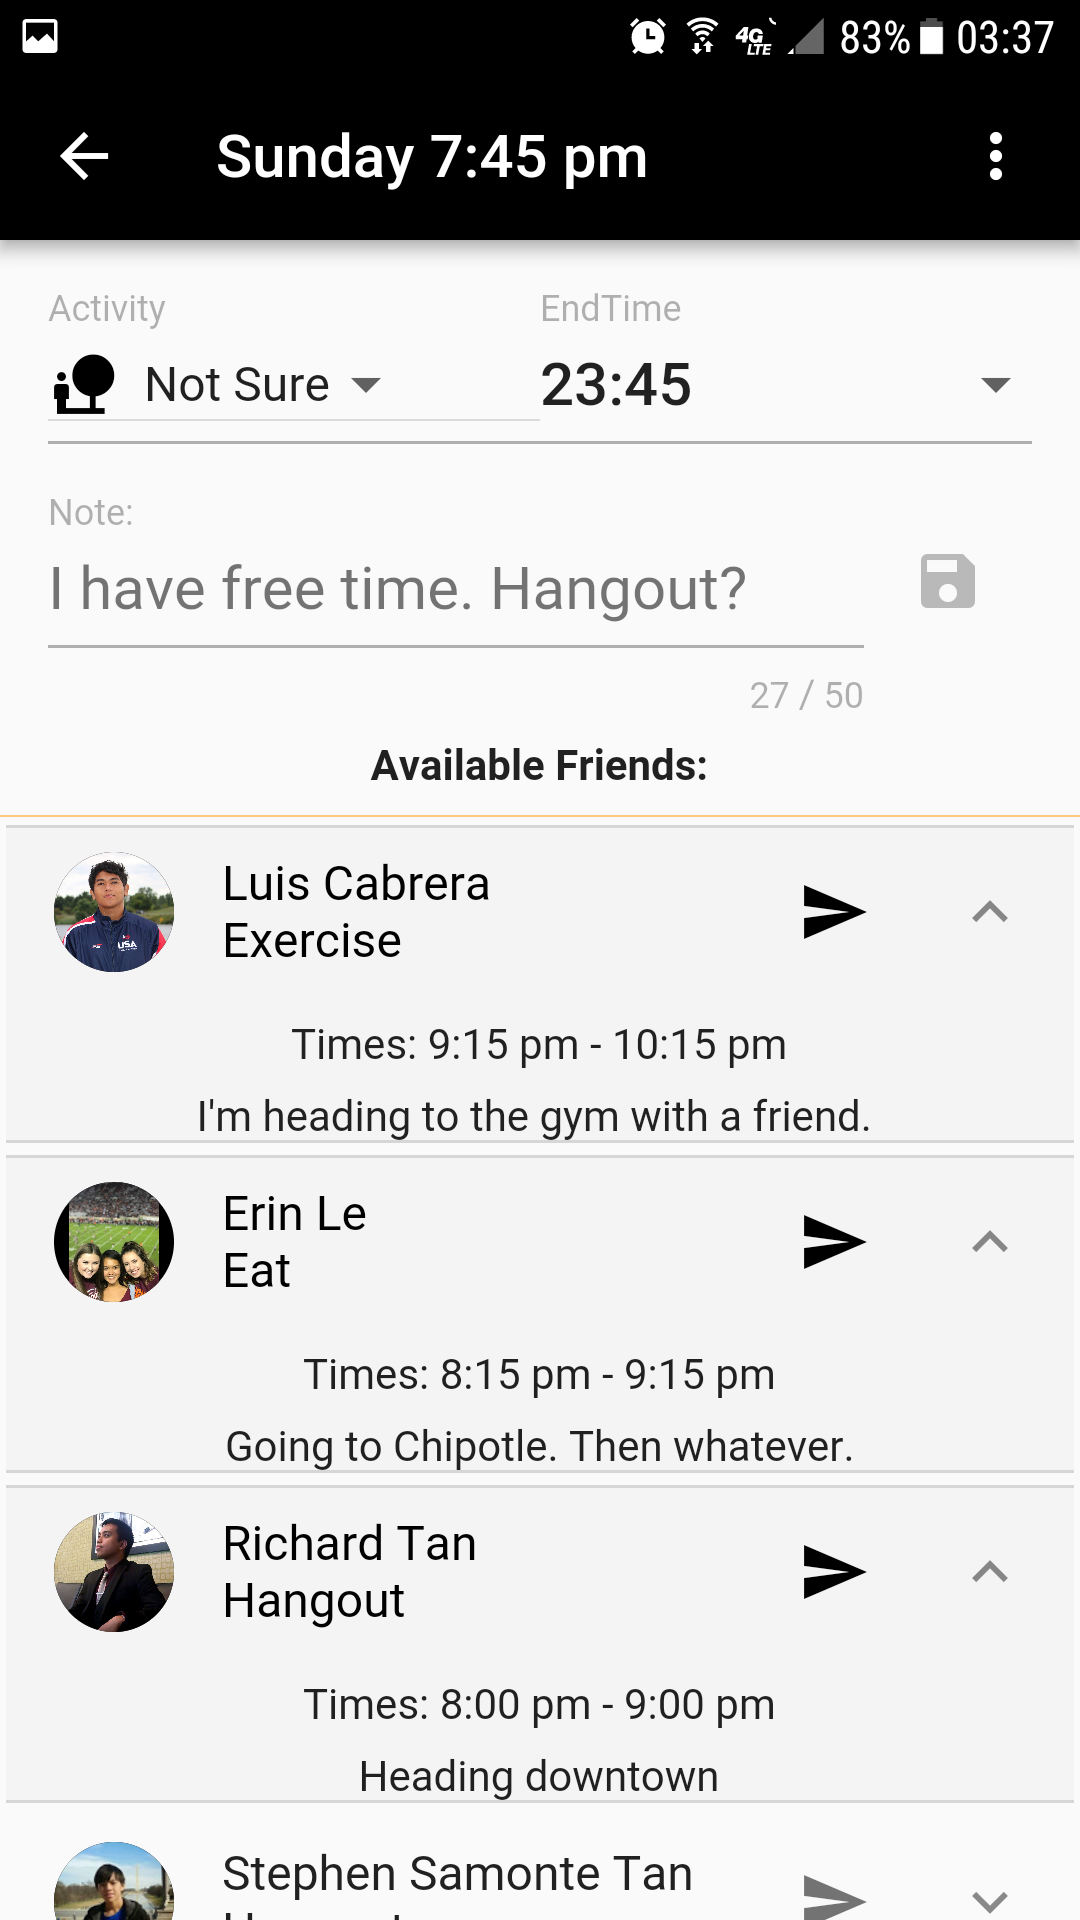 4G LTE 83% 03:37
Sunday 7:45 pm
Activity EndTime
Not Sure 23:45
Note:
I have free time. Hangout?
27 / 50
Available Friends:
Luis Cabrera
Exercise
USA
Times: 9:15 pm - 10:15 pm
I'm heading to the gym with a friend.
Erin Le
Eat
Times: 8:15 pm - 9:15 pm
Going to Chipotle. Then whatever.
Richard Tan
Hangout
Times: 8:00 pm - 9:00 pm
Heading downtown
Stephen Samonte Tan